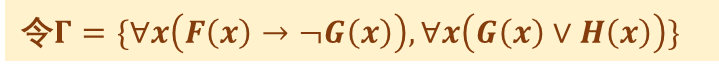 令Γ = {∀x(F(x) → ¬G(x)), ∀x(G(x) ∨ H(x))}